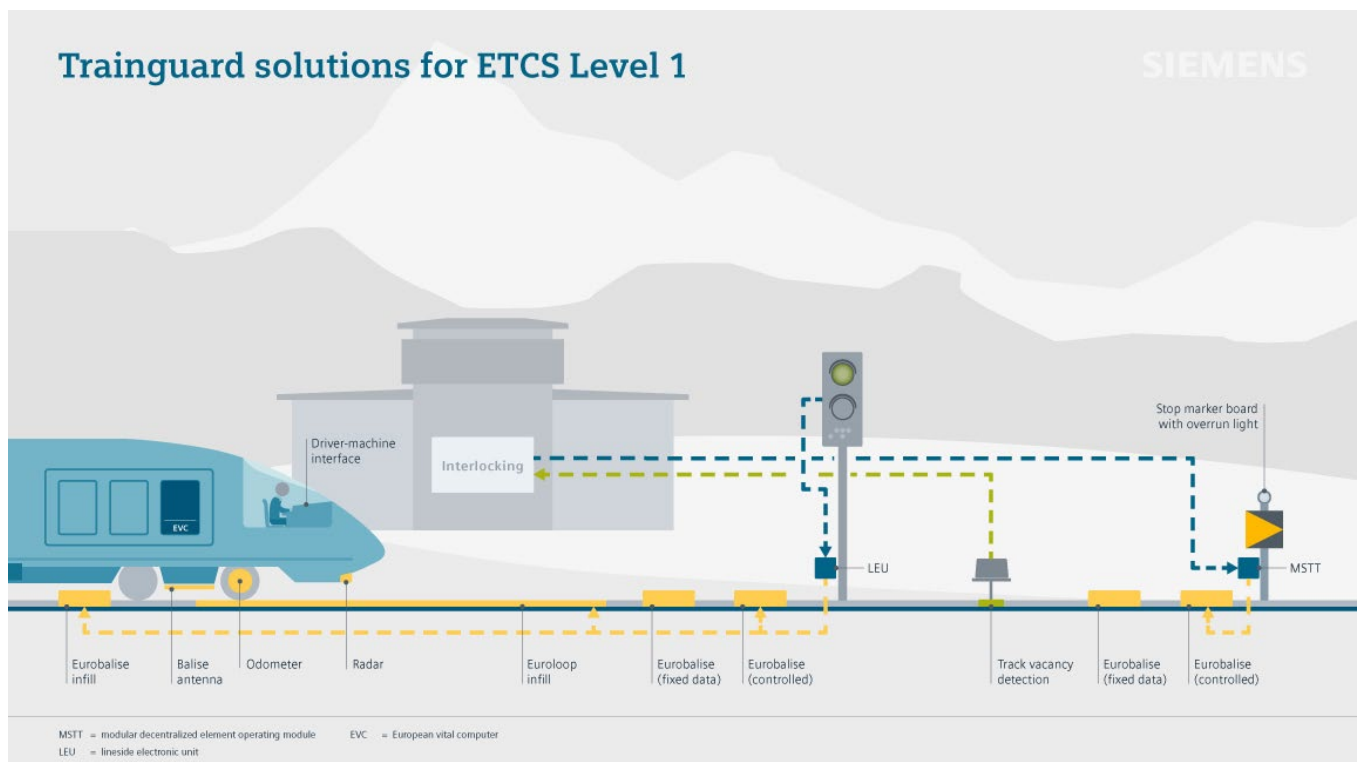 Trainguard solutions for ETCS Level 1
SIEMENS
Stop marker board
with overrun light
Driver-machine
interface
Interlocking
EVC
LEU
MSTT
Eurobalise
infill
Balise
antenna
Odometer
Radar
Euroloop
infill
Eurobalise
(fixed data)
Eurobalise
(controlled)
Track vacancy
detection
Eurobalise
(fixed data)
Eurobalise
(controlled)
MSTT = modular decentralized element operating module
EVC = European vital computer
LEU = lineside electronic unit